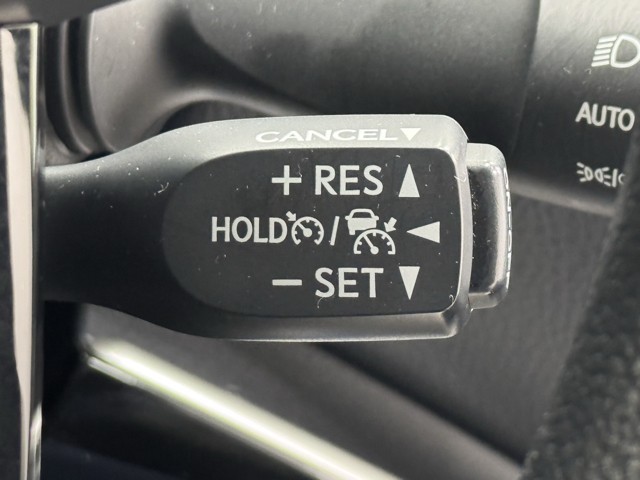 CANCEL▼
+ RES ▲
HOLD / ◀
− SET ▼
AUTO